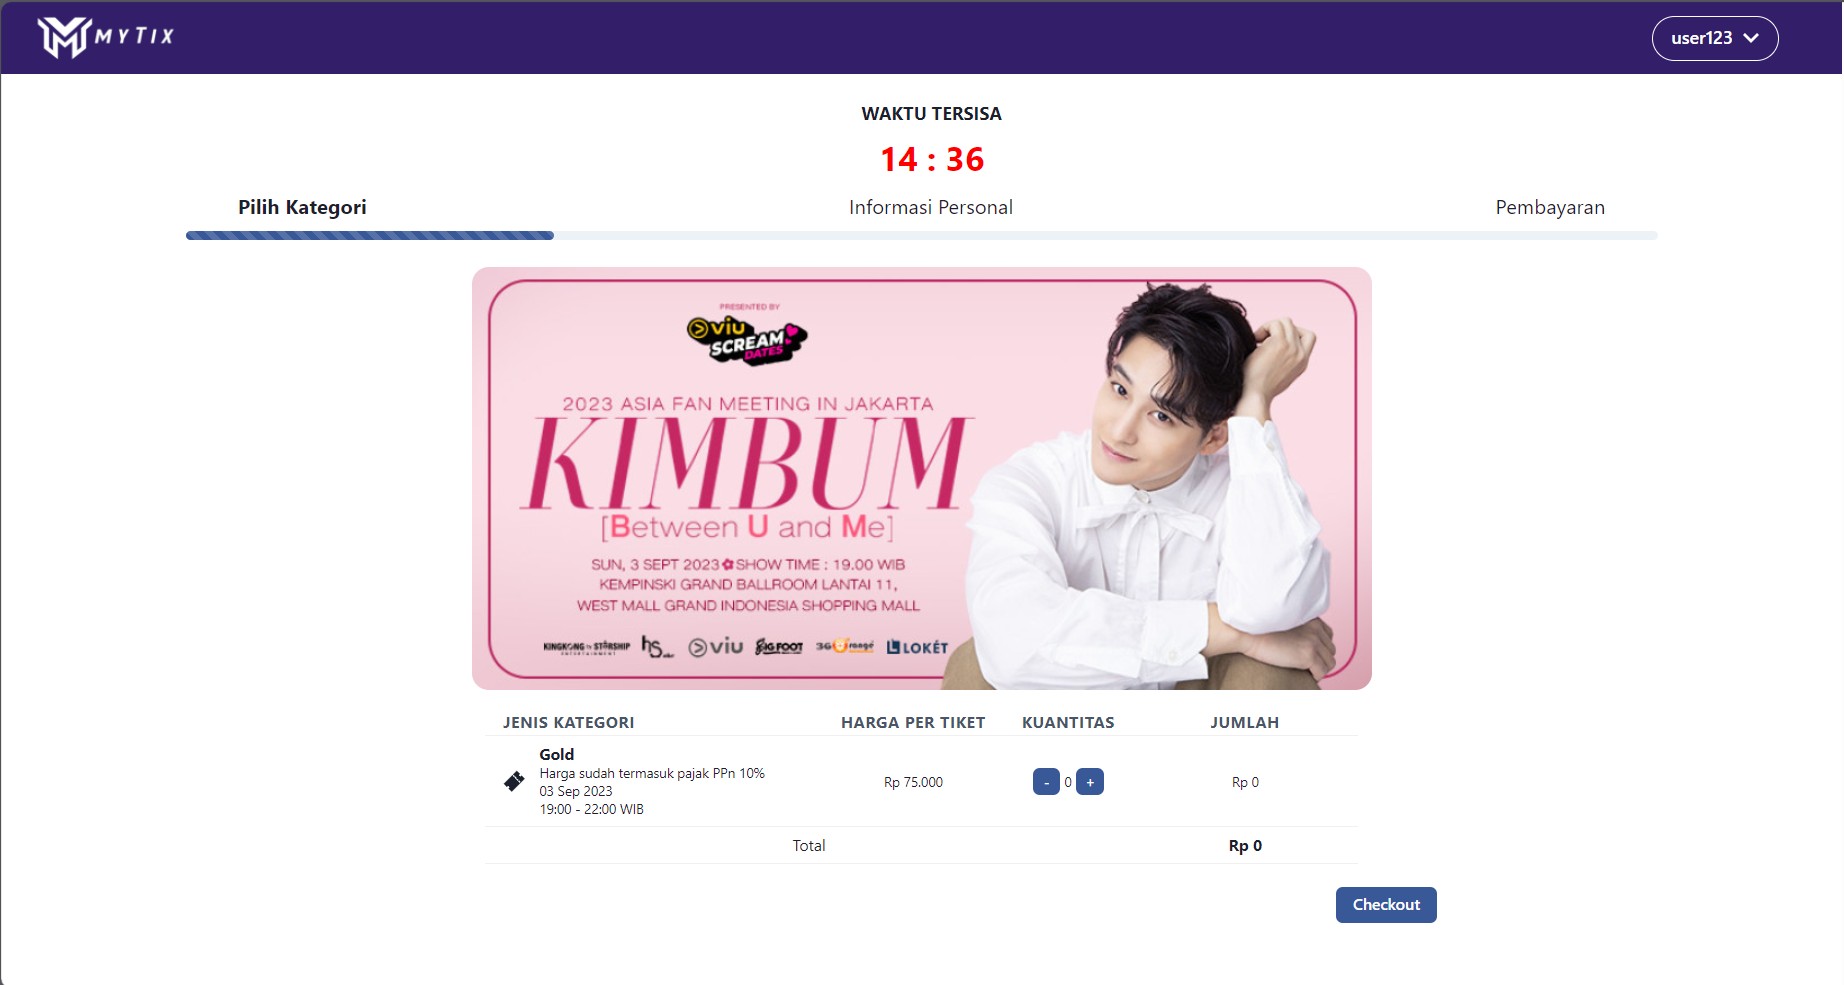 MYTIX
user123
WAKTU TERSISA
14 : 36
Pilih Kategori
Informasi Personal
Pembayaran
PRESENTED BY
viu
SCREAM
DATES
2023 ASIA FAN MEETING IN JAKARTA
KIMBUM
[Between U and Me]
SUN, 3 SEPT 2023 SHOW TIME : 19.00 WIB
KEMPINSKI GRAND BALLROOM LANTAI 11,
WEST MALL GRAND INDONESIA SHOPPING MALL
KINGKONG by STARSHIP ENTERTAINMENT hs viu BIGFOOT 36 Orange LOKÉT
JENIS KATEGORI HARGA PER TIKET KUANTITAS JUMLAH
Gold
Harga sudah termasuk pajak PPn 10%
03 Sep 2023
19:00 - 22:00 WIB
Rp 75.000 - 0 + Rp 0
Total Rp 0
Checkout